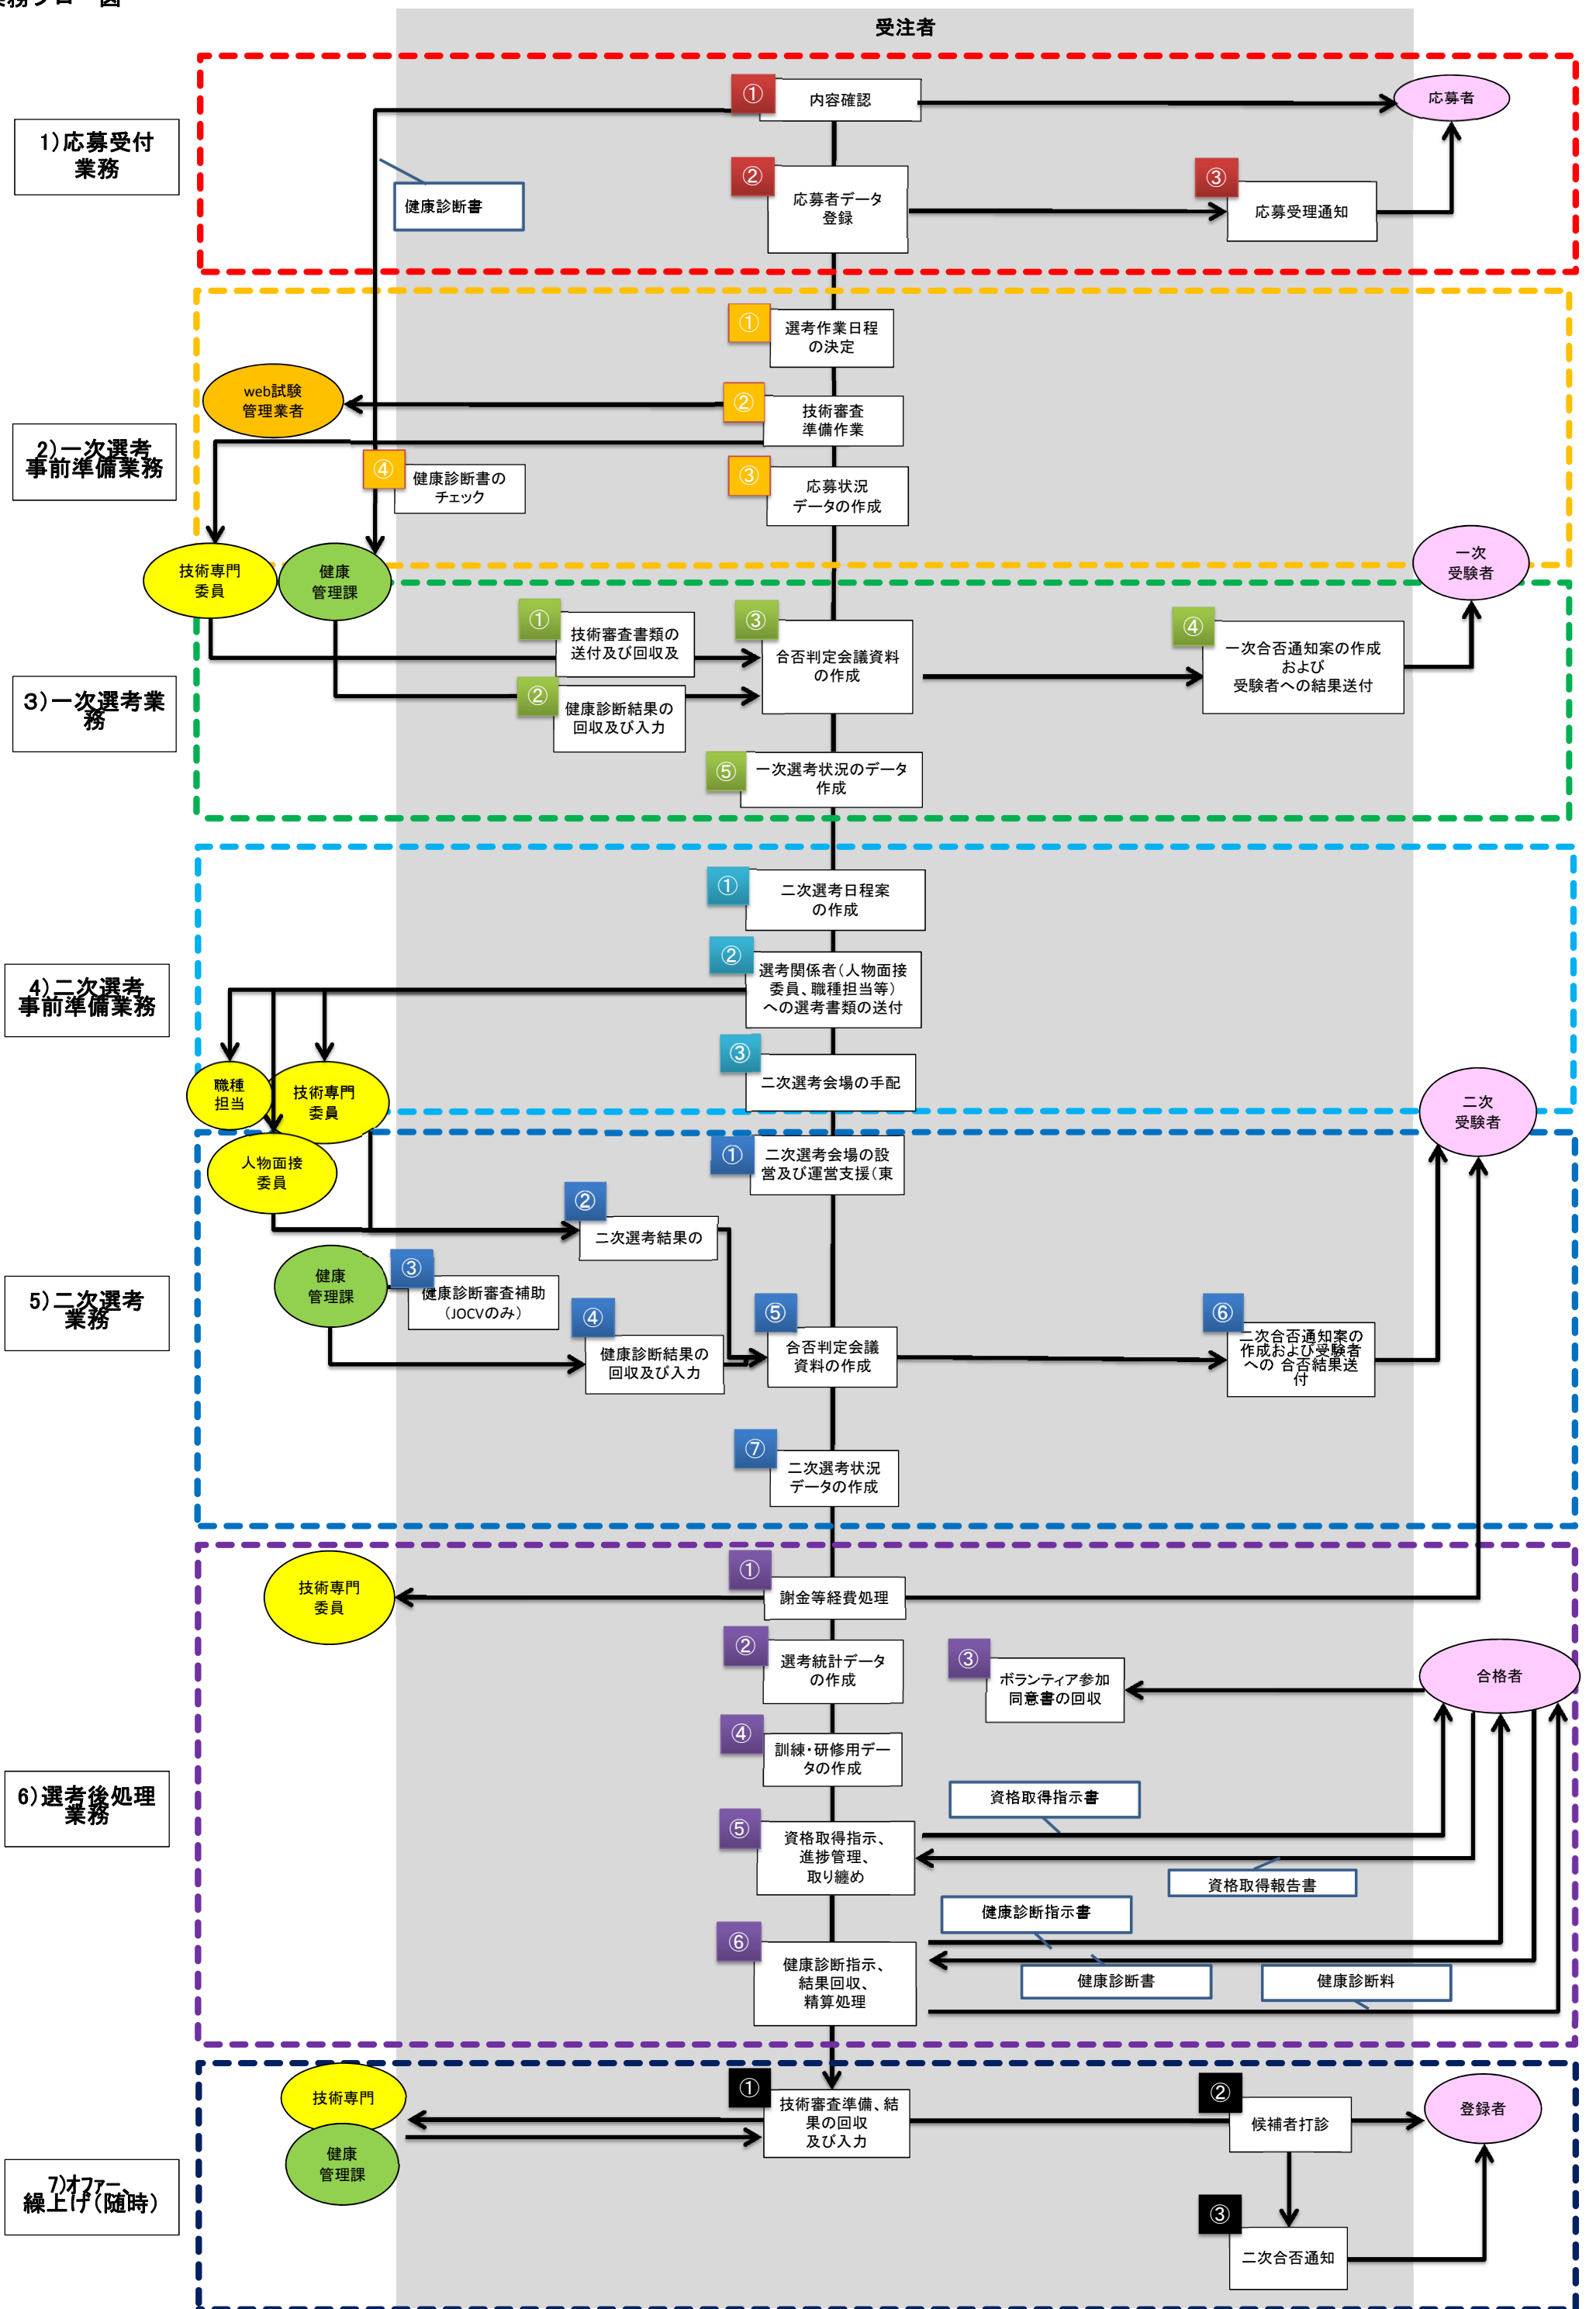 受注者
1)応募受付
業務
①
内容確認
応募者
②
応募者データ
登録
③
応募受理通知
健康診断書
2)一次選考
事前準備業務
①
選考作業日程
の決定
web試験
管理業者
②
技術審査
準備作業
④
健康診断書の
チェック
③
応募状況
データの作成
技術専門
委員
健康
管理課
一次
受験者
3)一次選考業
務
①
技術審査書類の
送付及び回収及
②
健康診断結果の
回収及び入力
③
合否判定会議資料
の作成
④
一次合否通知案の作成
および
受験者への結果送付
⑤
一次選考状況のデータ
作成
4)二次選考
事前準備業務
①
二次選考日程案
の作成
②
選考関係者(人物面接
委員、職種担当等)
への選考書類の送付
③
二次選考会場の手配
職種
担当
技術専門
委員
人物面接
委員
二次
受験者
5)二次選考
業務
①
二次選考会場の設
営及び運営支援(東
②
二次選考結果の
健康
管理課
③
健康診断審査補助
(JOCVのみ)
④
健康診断結果の
回収及び入力
⑤
合否判定会議
資料の作成
⑥
二次合否通知案の
作成および受験者
への 合否結果送
付
⑦
二次選考状況
データの作成
6)選考後処理
業務
技術専門
委員
①
謝金等経費処理
②
選考統計データ
の作成
③
ボランティア参加
同意書の回収
合格者
④
訓練・研修用デー
タの作成
⑤
資格取得指示、
進捗管理、
取り纏め
資格取得指示書
資格取得報告書
⑥
健康診断指示、
結果回収、
精算処理
健康診断指示書
健康診断書
健康診断料
7)オファー、
繰上げ(随時)
技術専門
健康
管理課
①
技術審査準備、結
果の回収
及び入力
②
候補者打診
登録者
③
二次合否通知